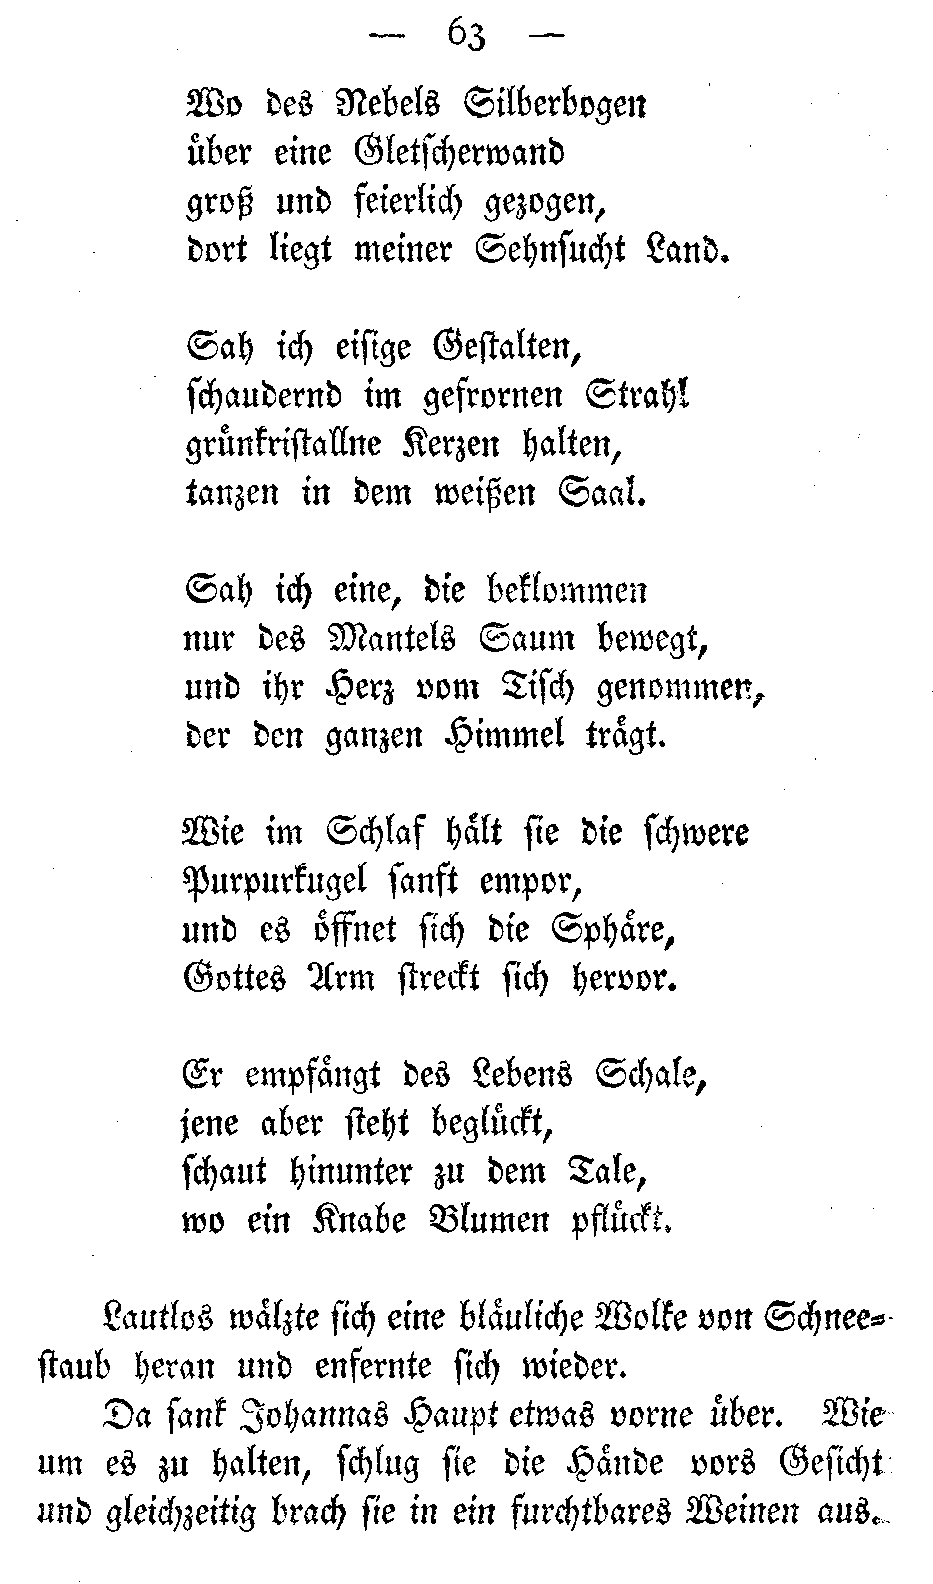 — 63 —
Wo des Nebels Silberbogen
über eine Gletscherwand
groß und feierlich gezogen,
dort liegt meiner Sehnsucht Land.
Sah ich eisige Gestalten,
schaudernd im gefrornen Strahl
grünkristallne Kerzen halten,
tanzen in dem weißen Saal.
Sah ich eine, die beklommen
nur des Mantels Saum bewegt,
und ihr Herz vom Tisch genommen,
der den ganzen Himmel trägt.
Wie im Schlaf hält sie die schwere
Purpurkugel sanft empor,
und es öffnet sich die Sphäre,
Gottes Arm streckt sich hervor.
Er empfängt des Lebens Schale,
jene aber steht beglückt,
schaut hinunter zu dem Tale,
wo ein Knabe Blumen pflückt.
Lautlos wälzte sich eine bläuliche Wolke von Schnee-
staub heran und enfernte sich wieder.
Da sank Johannas Haupt etwas vorne über. Wie
um es zu halten, schlug sie die Hände vors Gesicht
und gleichzeitig brach sie in ein furchtbares Weinen aus.